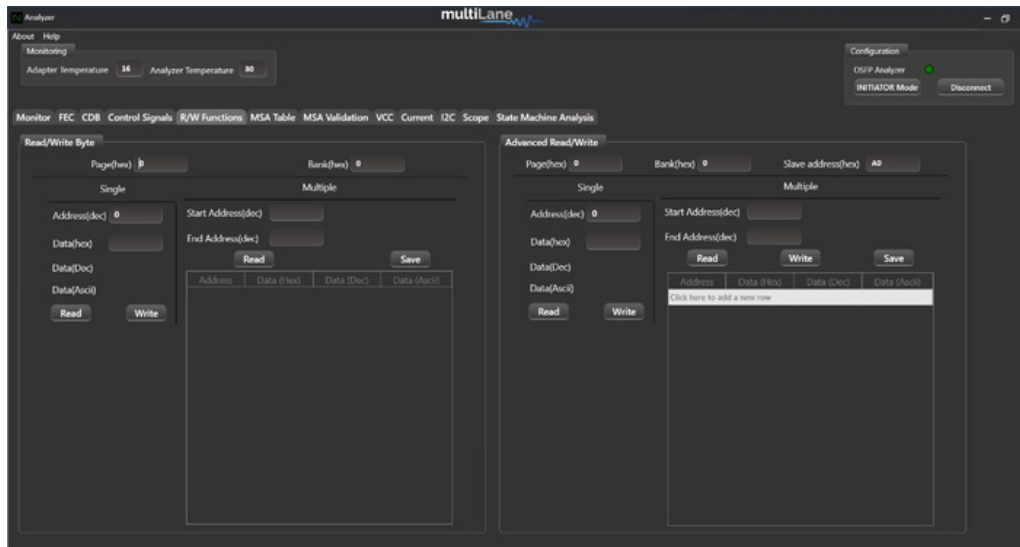 Analyzer
multiLane
About Help
Monitoring
Adapter Temperature 16 Analyzer Temperature 30
Configuration
OSFP Analyzer
INITIATOR Mode Disconnect
Monitor FEC CDB Control Signals R/W Functions MSA Table MSA Validation VCC Current I2C Scope State Machine Analysis
Read/Write Byte
Page(hex) 0 Bank(hex) 0
Single Multiple
Address(dec) 0 Start Address(dec)
Data(hex) End Address(dec)
Read Save
Data(Dec)
Address Data (Hex) Data (Dec) Data (Ascii)
Data(Ascii)
Read Write
Advanced Read/Write
Page(hex) 0 Bank(hex) 0 Slave address(hex) A0
Single Multiple
Address(dec) 0 Start Address(dec)
Data(hex) End Address(dec)
Read Write Save
Data(Dec)
Address Data (Hex) Data (Dec) Data (Ascii)
Data(Ascii) Click here to add a new row
Read Write